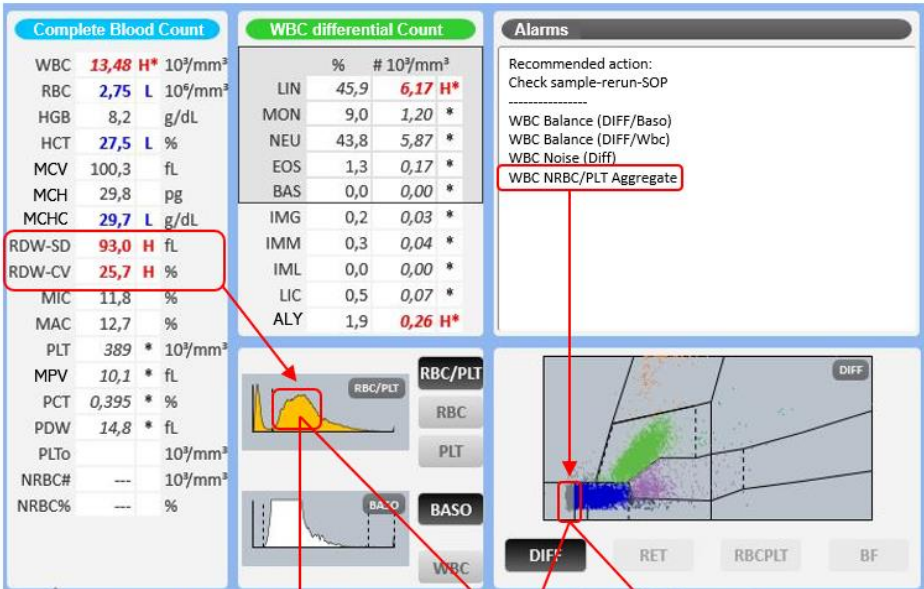 Complete Blood Count
WBC 13,48 H* 10³/mm³
RBC 2,75 L 10⁶/mm³
HGB 8,2 g/dL
HCT 27,5 L %
MCV 100,3 fL
MCH 29,8 pg
MCHC 29,7 L g/dL
RDW-SD 93,0 H fL
RDW-CV 25,7 H %
MIC 11,8 %
MAC 12,7 %
PLT 389 * 10³/mm³
MPV 10,1 * fL
PCT 0,395 * %
PDW 14,8 * fL
PLTo 10³/mm³
NRBC# --- 10³/mm³
NRBC% --- %
WBC differential Count
% # 10³/mm³
LIN 45,9 6,17 H*
MON 9,0 1,20 *
NEU 43,8 5,87 *
EOS 1,3 0,17 *
BAS 0,0 0,00 *
IMG 0,2 0,03 *
IMM 0,3 0,04 *
IML 0,0 0,00 *
LIC 0,5 0,07 *
ALY 1,9 0,26 H*
Alarms
Recommended action:
Check sample-rerun-SOP
----------------
WBC Balance (DIFF/Baso)
WBC Balance (DIFF/Wbc)
WBC Noise (Diff)
WBC NRBC/PLT Aggregate
RBC/PLT
RBC/PLT
RBC
PLT
BASO
BASO
WBC
DIFF
DIFF
RET
RBCPLT
BF